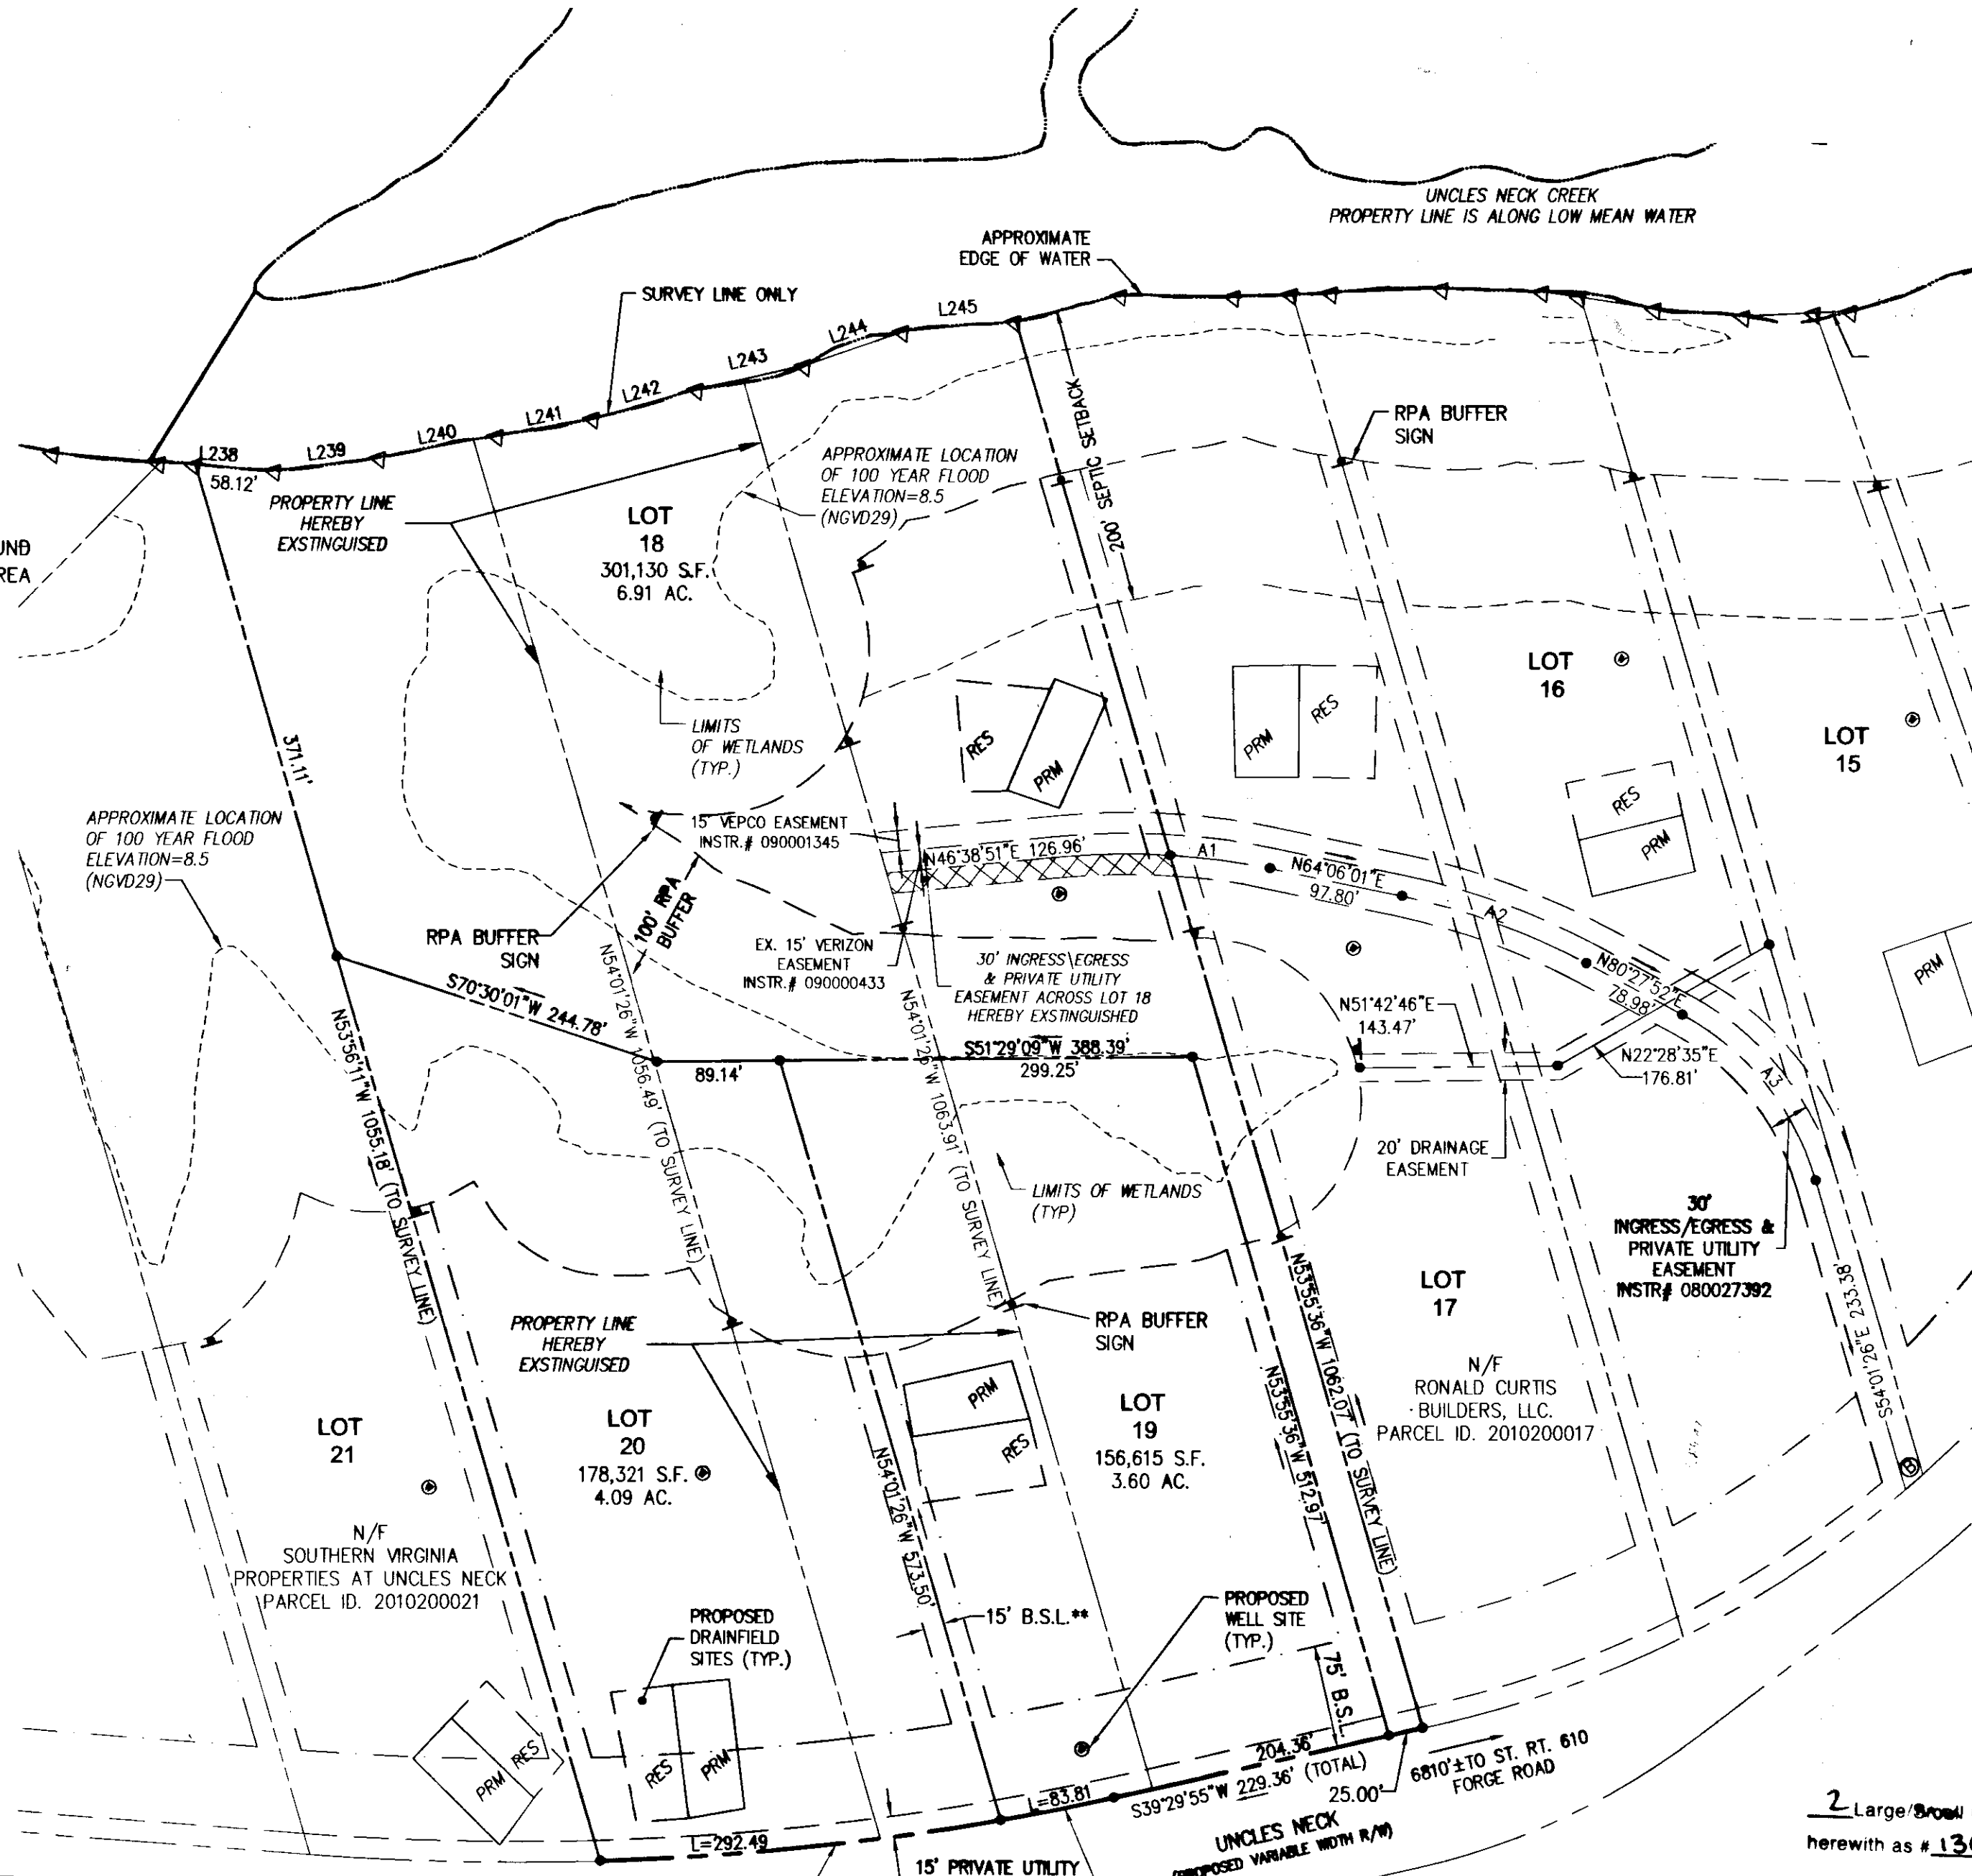 UNCLES NECK CREEK
PROPERTY LINE IS ALONG LOW MEAN WATER
APPROXIMATE
EDGE OF WATER
SURVEY LINE ONLY
L245
L244
L243
L242
L241
L240
L239
L238
58.12'
RPA BUFFER
SIGN
200' SEPTIC SETBACK
APPROXIMATE LOCATION
OF 100 YEAR FLOOD
ELEVATION=8.5
(NGVD29)
PROPERTY LINE
HEREBY
EXSTINGUISED
LOT
18
301,130 S.F.
6.91 AC.
UND
REA
371.11'
LIMITS
OF WETLANDS
(TYP.)
RES
PRM
PRM
RES
LOT
16
LOT
15
RES
PRM
PRM
APPROXIMATE LOCATION
OF 100 YEAR FLOOD
ELEVATION=8.5
(NGVD29)
15' VEPCO EASEMENT
INSTR.# 090001345
N46°38'51"E 126.96'
A1
N64°06'01"E
97.80'
A2
N80°27'52"E
78.98'
A3
100' RPA
BUFFER
RPA BUFFER
SIGN
EX. 15' VERIZON
EASEMENT
INSTR.# 090000433
30' INGRESS\EGRESS
& PRIVATE UTILITY
EASEMENT ACROSS LOT 18
HEREBY EXSTINGUISHED
N51°42'46"E
143.47'
N22°28'35"E
176.81'
S70°30'01"W 244.78'
S51°29'09"W 388.39'
89.14'
299.25'
N53°56'11"W 1055.18' (TO SURVEY LINE)
N54°01'26"W 1056.49' (TO SURVEY LINE)
N54°01'26"W 1063.91' (TO SURVEY LINE)
20' DRAINAGE
EASEMENT
LIMITS OF WETLANDS
(TYP)
30'
INGRESS/EGRESS &
PRIVATE UTILITY
EASEMENT
INSTR# 080027392
S54°01'26"E 233.38'
B
PROPERTY LINE
HEREBY
EXSTINGUISED
RPA BUFFER
SIGN
N53°55'36"W 1062.07' (TO SURVEY LINE)
N53°55'36"W 512.97'
N54°01'26"W 573.50'
LOT
17
N/F
RONALD CURTIS
BUILDERS, LLC.
PARCEL ID. 2010200017
LOT
21
N/F
SOUTHERN VIRGINIA
PROPERTIES AT UNCLES NECK
PARCEL ID. 2010200021
LOT
20
178,321 S.F.
4.09 AC.
PRM
RES
LOT
19
156,615 S.F.
3.60 AC.
PROPOSED
DRAINFIELD
SITES (TYP.)
15' B.S.L.**
PROPOSED
WELL SITE
(TYP.)
75' B.S.L.
PRM
RES
RES
PRM
L=292.49
L=83.81
204.36'
S39°29'55"W 229.36' (TOTAL)
25.00'
6810'±TO ST. RT. 610
FORGE ROAD
UNCLES NECK
(PROPOSED VARIABLE WIDTH R/W)
15' PRIVATE UTILITY
2 Large/
herewith as # 13